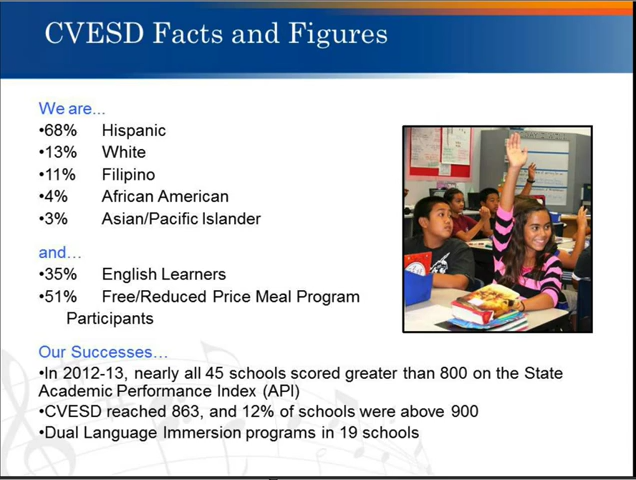 CVESD Facts and Figures
We are...
•68% Hispanic
•13% White
•11% Filipino
•4% African American
•3% Asian/Pacific Islander
and…
•35% English Learners
•51% Free/Reduced Price Meal Program
Participants
Our Successes…
•In 2012-13, nearly all 45 schools scored greater than 800 on the State
Academic Performance Index (API)
•CVESD reached 863, and 12% of schools were above 900
•Dual Language Immersion programs in 19 schools